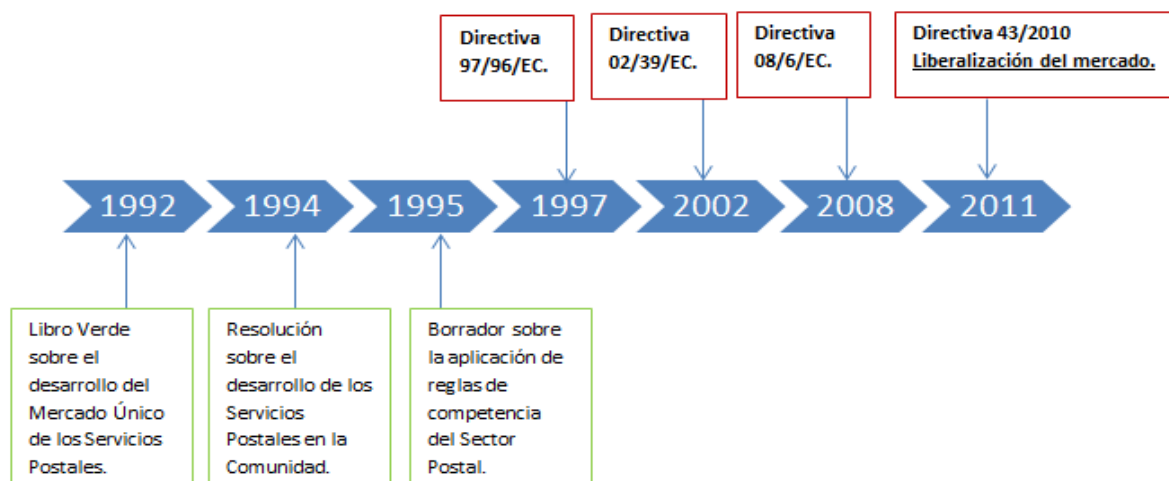 Directiva
97/96/EC.
Directiva
02/39/EC.
Directiva
08/6/EC.
Directiva 43/2010
Liberalización del mercado.
1992
1994
1995
1997
2002
2008
2011
Libro Verde
sobre el
desarrollo del
Mercado Único
de los Servicios
Postales.
Resolución
sobre el
desarrollo de los
Servicios
Postales en la
Comunidad.
Borrador sobre
la aplicación de
reglas de
competencia
del Sector
Postal.